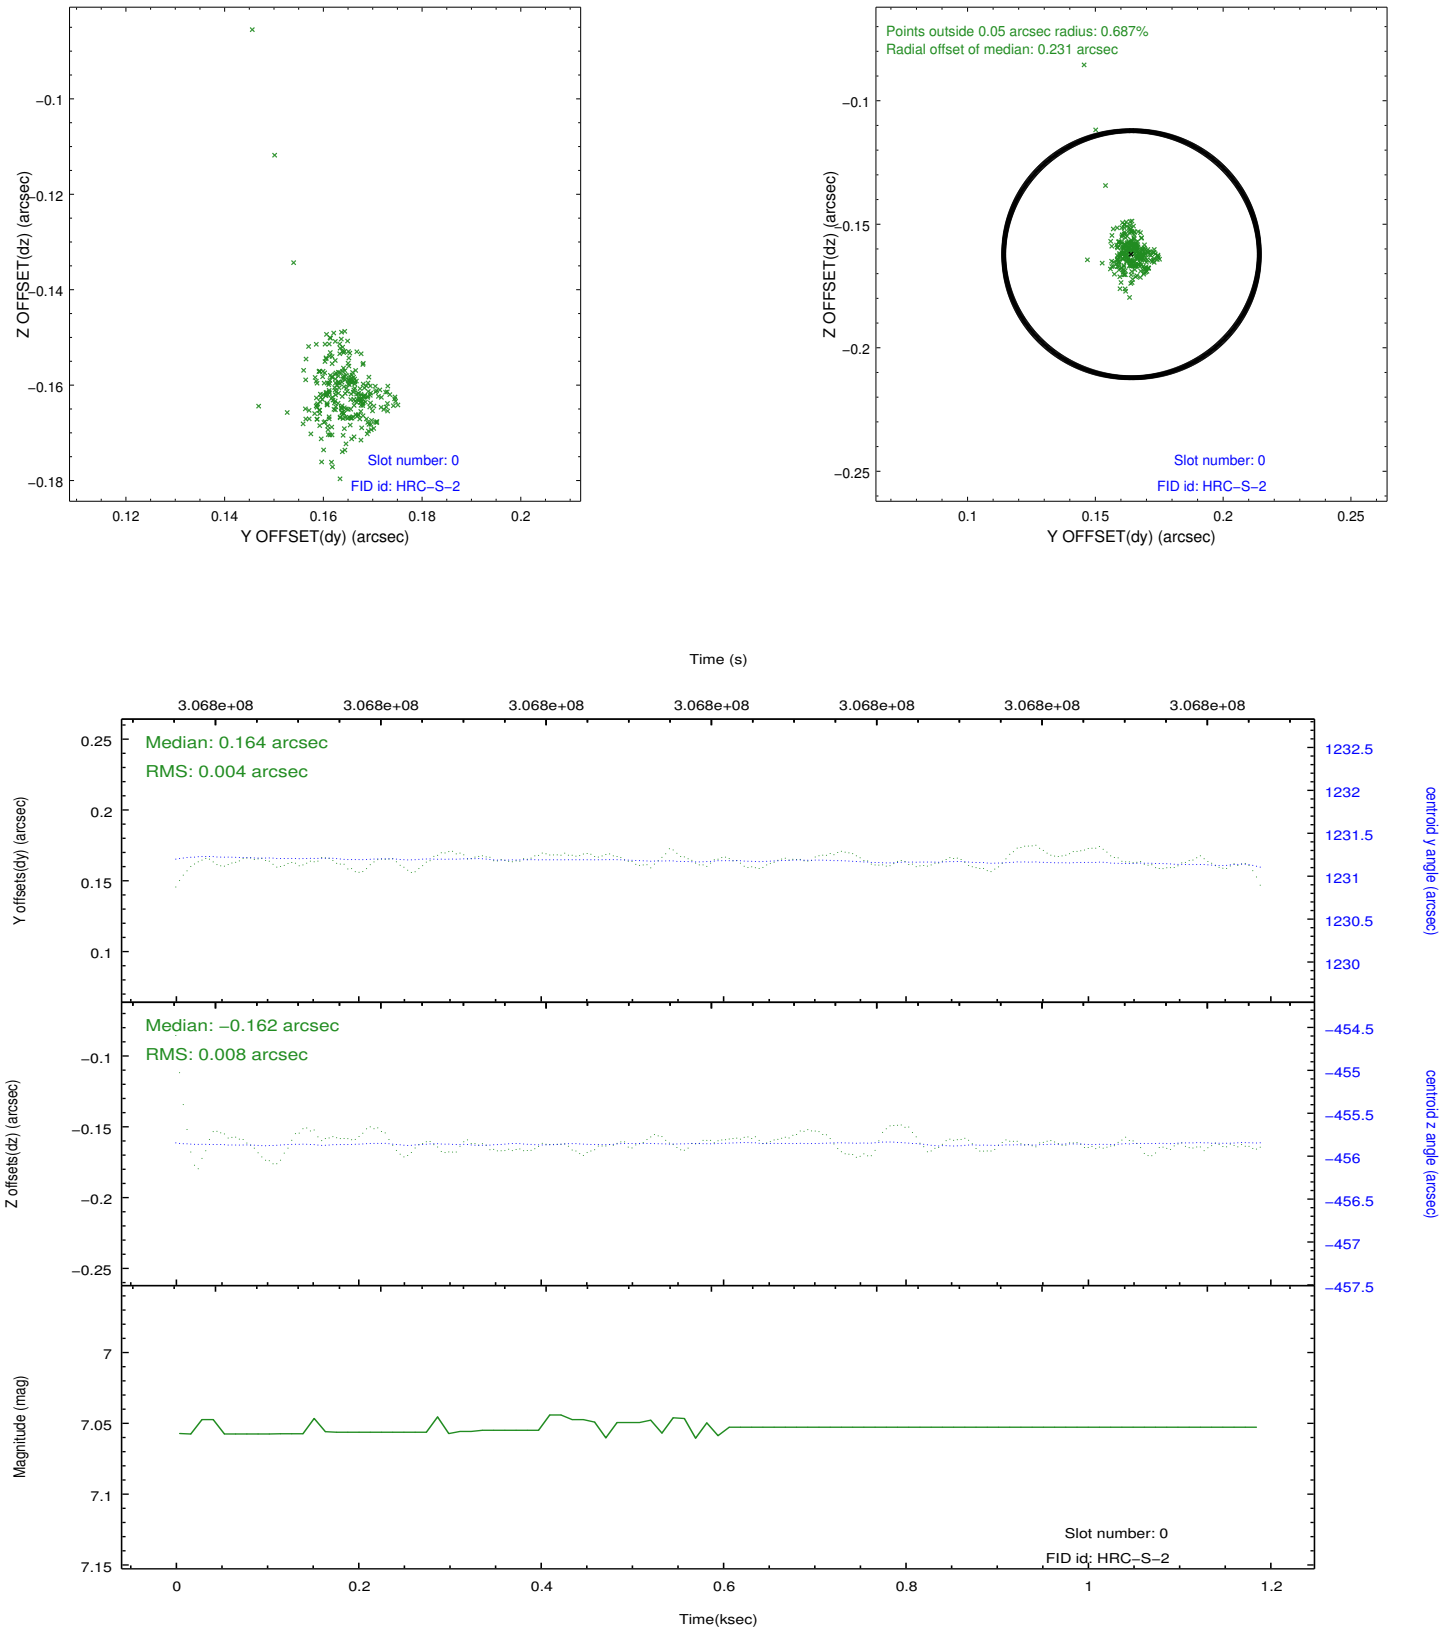 −0.1
−0.12
−0.14
−0.16
−0.18
Z OFFSET(dz) (arcsec)
Slot number: 0
FID id: HRC−S−2
0.12 0.14 0.16 0.18 0.2
Y OFFSET(dy) (arcsec)
Points outside 0.05 arcsec radius: 0.687%
Radial offset of median: 0.231 arcsec
−0.1
−0.15
−0.2
−0.25
Z OFFSET(dz) (arcsec)
Slot number: 0
FID id: HRC−S−2
0.1 0.15 0.2 0.25
Y OFFSET(dy) (arcsec)
Time (s)
3.068e+08 3.068e+08 3.068e+08 3.068e+08 3.068e+08 3.068e+08 3.068e+08
Median: 0.164 arcsec
RMS: 0.004 arcsec
0.25
0.2
0.15
0.1
Y offsets(dy) (arcsec)
1232.5
1232
1231.5
1231
1230.5
1230
centroid y angle (arcsec)
Median: −0.162 arcsec
RMS: 0.008 arcsec
−0.1
−0.15
−0.2
−0.25
Z offsets(dz) (arcsec)
−454.5
−455
−455.5
−456
−456.5
−457
−457.5
centroid z angle (arcsec)
7
7.05
7.1
7.15
Magnitude (mag)
Slot number: 0
FID id: HRC−S−2
0 0.2 0.4 0.6 0.8 1 1.2
Time(ksec)